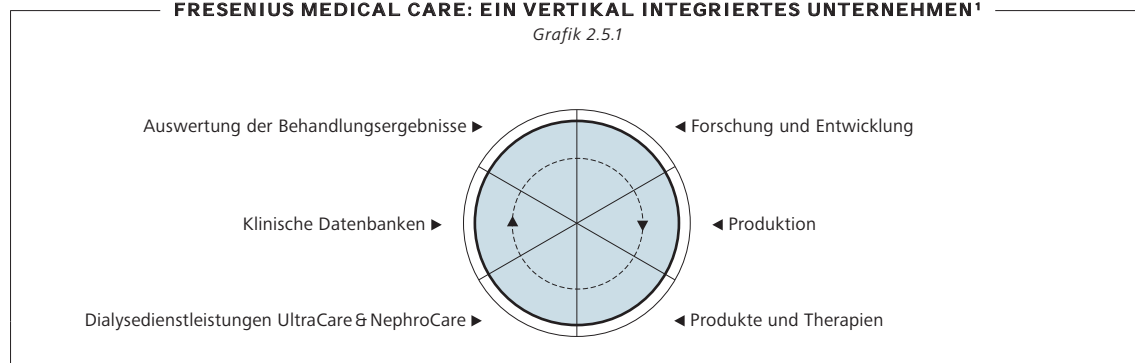 FRESENIUS MEDICAL CARE: EIN VERTIKAL INTEGRIERTES UNTERNEHMEN¹
Grafik 2.5.1
Auswertung der Behandlungsergebnisse ▶
◀ Forschung und Entwicklung
Klinische Datenbanken ▶
◀ Produktion
Dialysedienstleistungen UltraCare & NephroCare ▶
◀ Produkte und Therapien